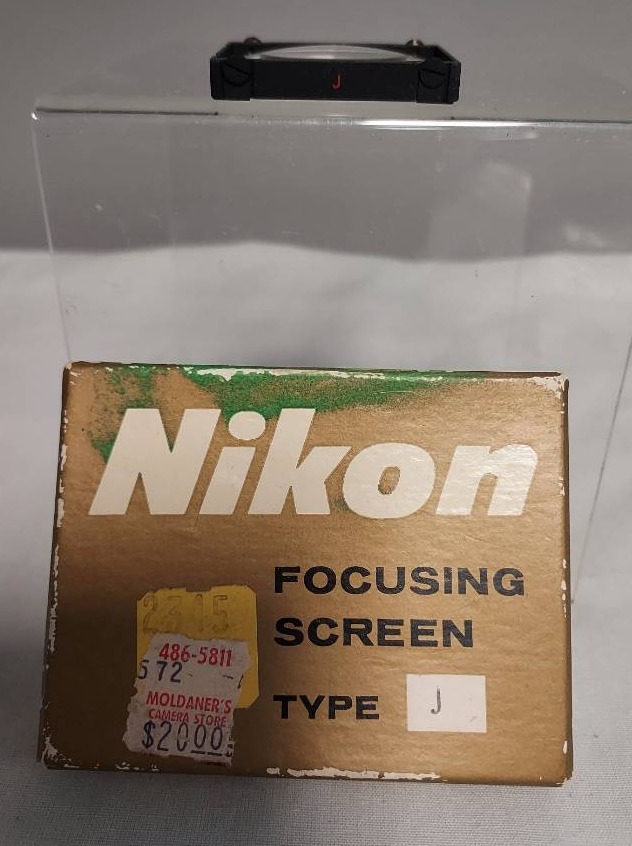 J
Nikon
FOCUSING
SCREEN
TYPE J
2315
486-5811
572
MOLDANER'S
CAMERA STORE
$2000